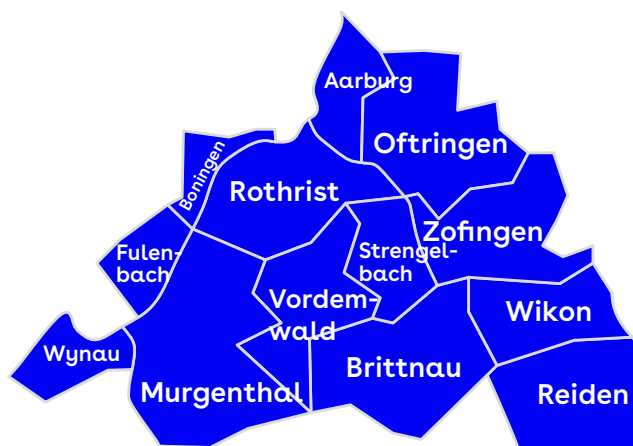 Aarburg
Oftringen
Boningen
Rothrist
Zofingen
Fulen-
bach
Strengel-
bach
Vordem-
wald
Wikon
Wynau
Brittnau
Murgenthal
Reiden